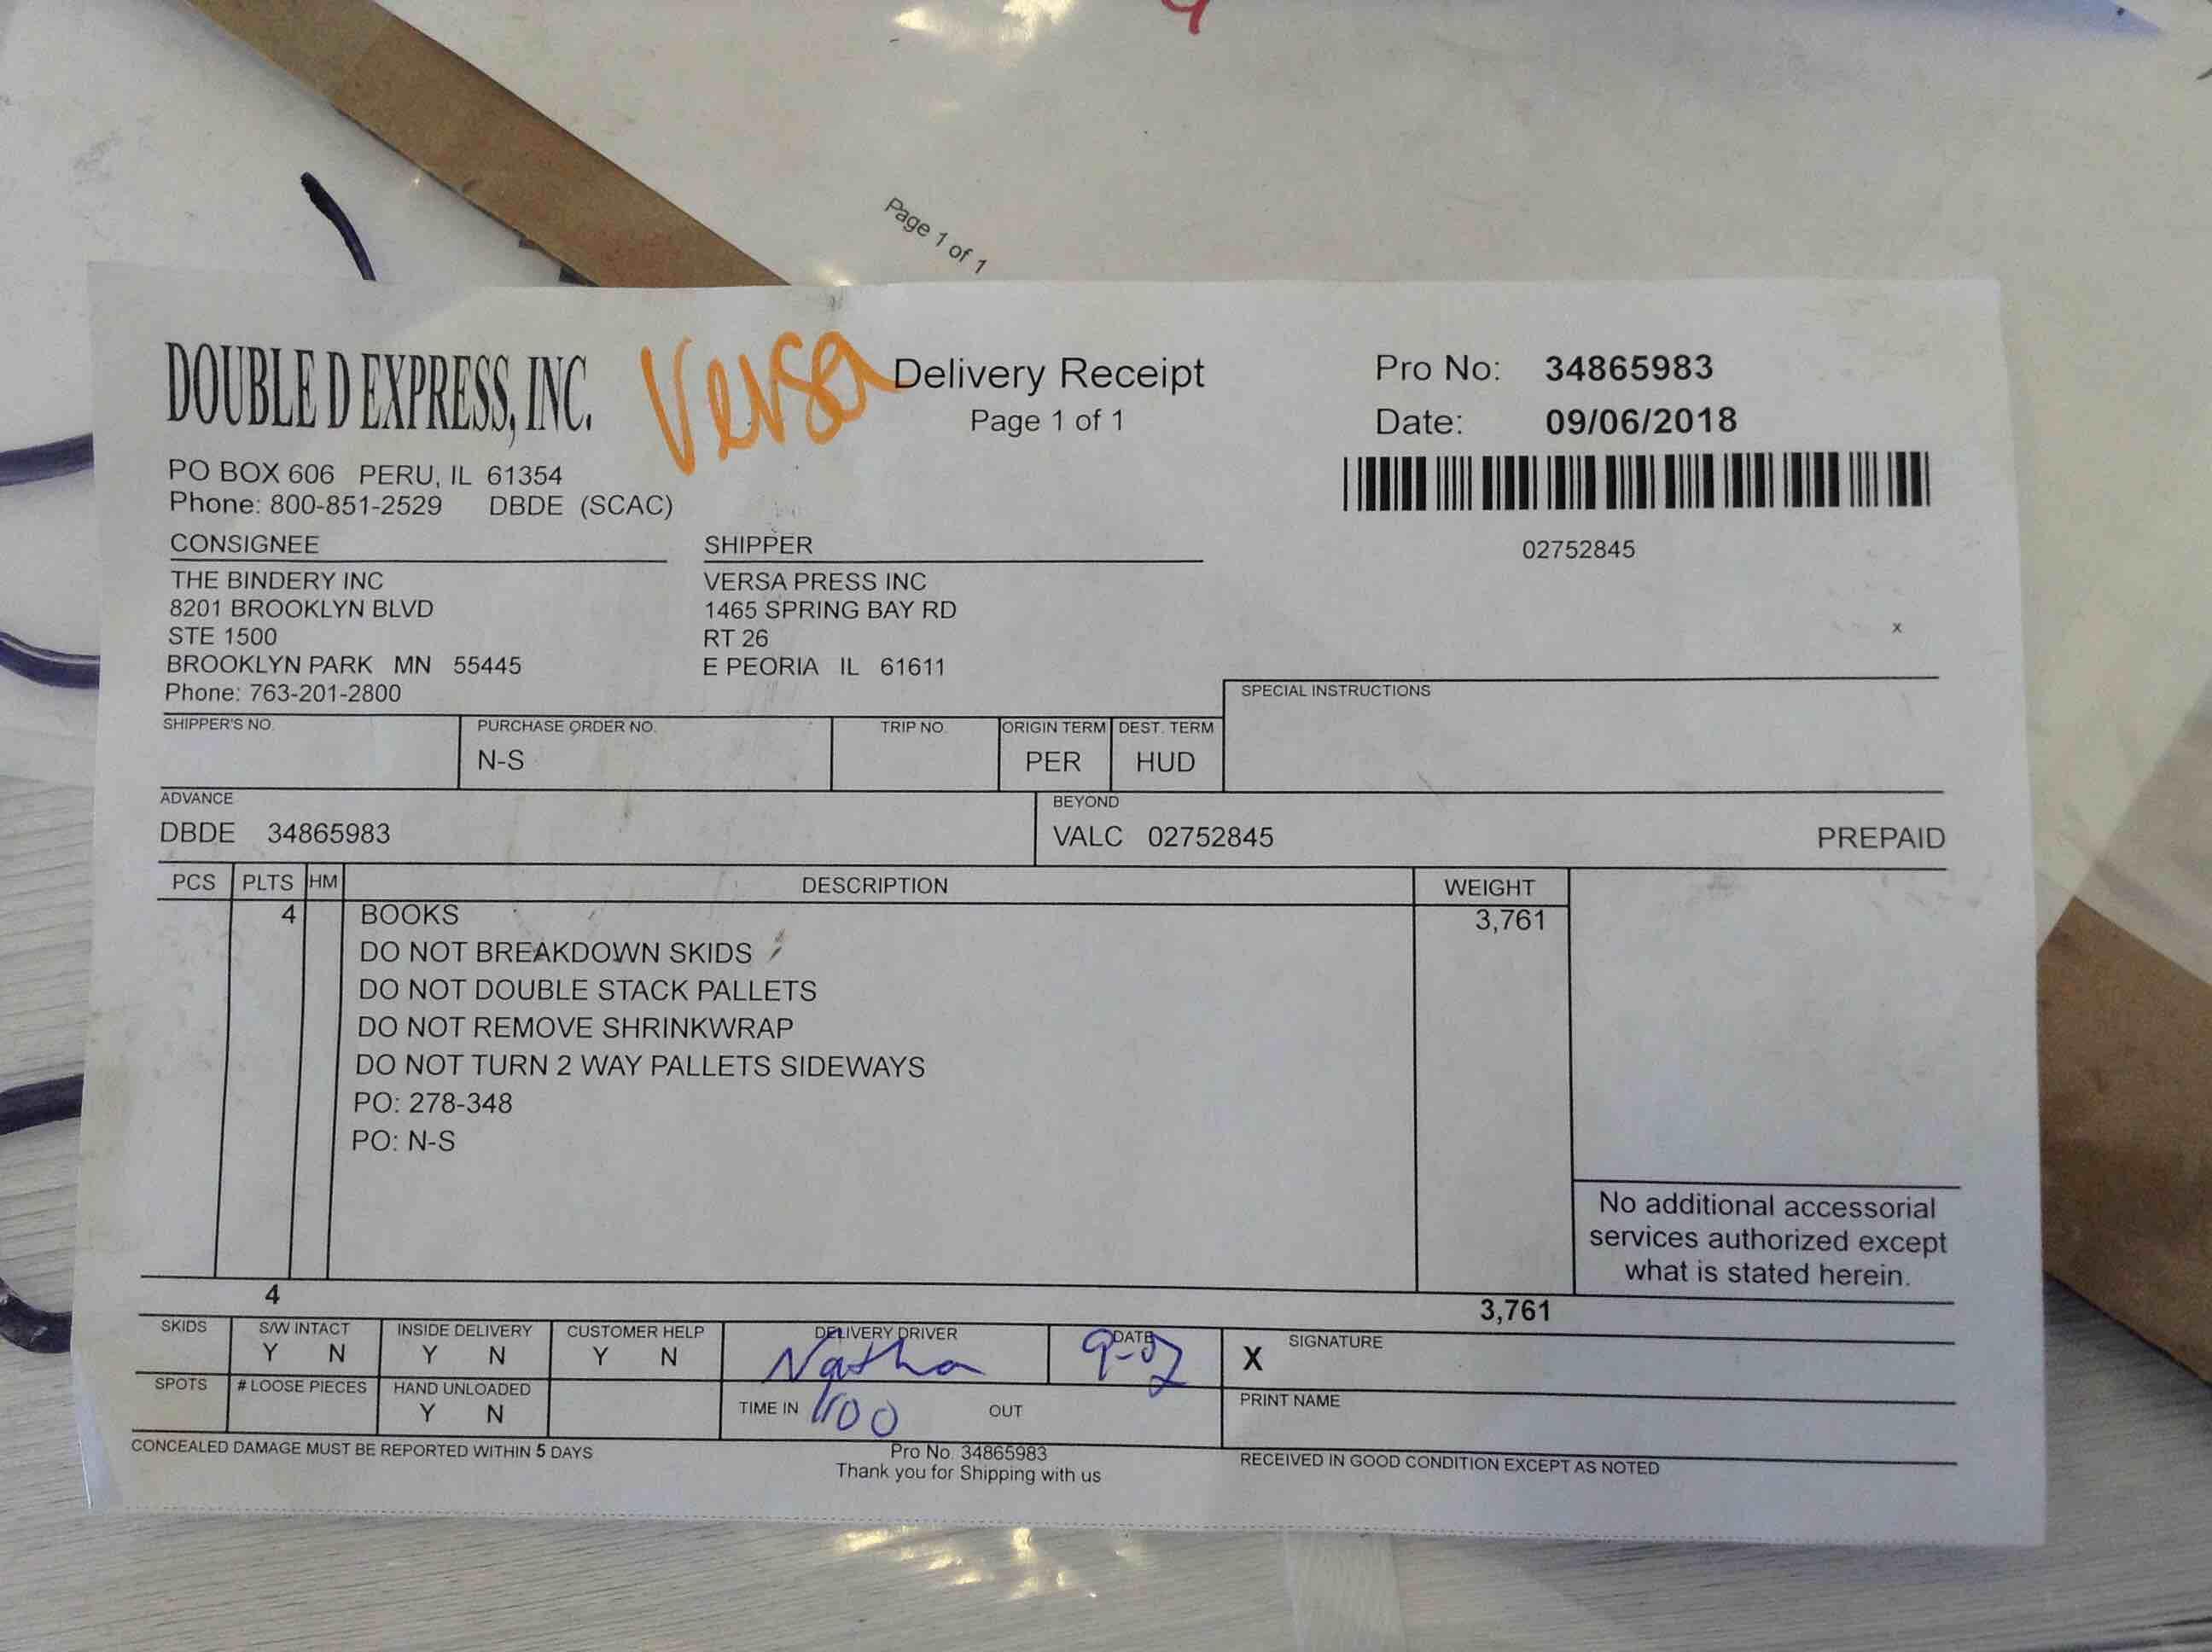 Page 1 of 1
DOUBLE D EXPRESS, INC.
Versa
Delivery Receipt
Page 1 of 1
Pro No: 34865983
Date: 09/06/2018
PO BOX 606 PERU, IL 61354
Phone: 800-851-2529 DBDE (SCAC)
02752845
CONSIGNEE
THE BINDERY INC
8201 BROOKLYN BLVD
STE 1500
BROOKLYN PARK MN 55445
Phone: 763-201-2800
SHIPPER
VERSA PRESS INC
1465 SPRING BAY RD
RT 26
E PEORIA IL 61611
x
SPECIAL INSTRUCTIONS
SHIPPER'S NO. PURCHASE ORDER NO. TRIP NO. ORIGIN TERM DEST. TERM
N-S PER HUD
ADVANCE BEYOND
DBDE 34865983 VALC 02752845 PREPAID
PCS PLTS HM DESCRIPTION WEIGHT
4 BOOKS 3,761
DO NOT BREAKDOWN SKIDS
DO NOT DOUBLE STACK PALLETS
DO NOT REMOVE SHRINKWRAP
DO NOT TURN 2 WAY PALLETS SIDEWAYS
PO: 278-348
PO: N-S
No additional accessorial
services authorized except
what is stated herein.
4 3,761
SKIDS S/W INTACT INSIDE DELIVERY CUSTOMER HELP DELIVERY DRIVER DATE SIGNATURE
Y N Y N Y N X
SPOTS # LOOSE PIECES HAND UNLOADED TIME IN OUT PRINT NAME
Y N
CONCEALED DAMAGE MUST BE REPORTED WITHIN 5 DAYS
Pro No. 34865983
Thank you for Shipping with us
RECEIVED IN GOOD CONDITION EXCEPT AS NOTED